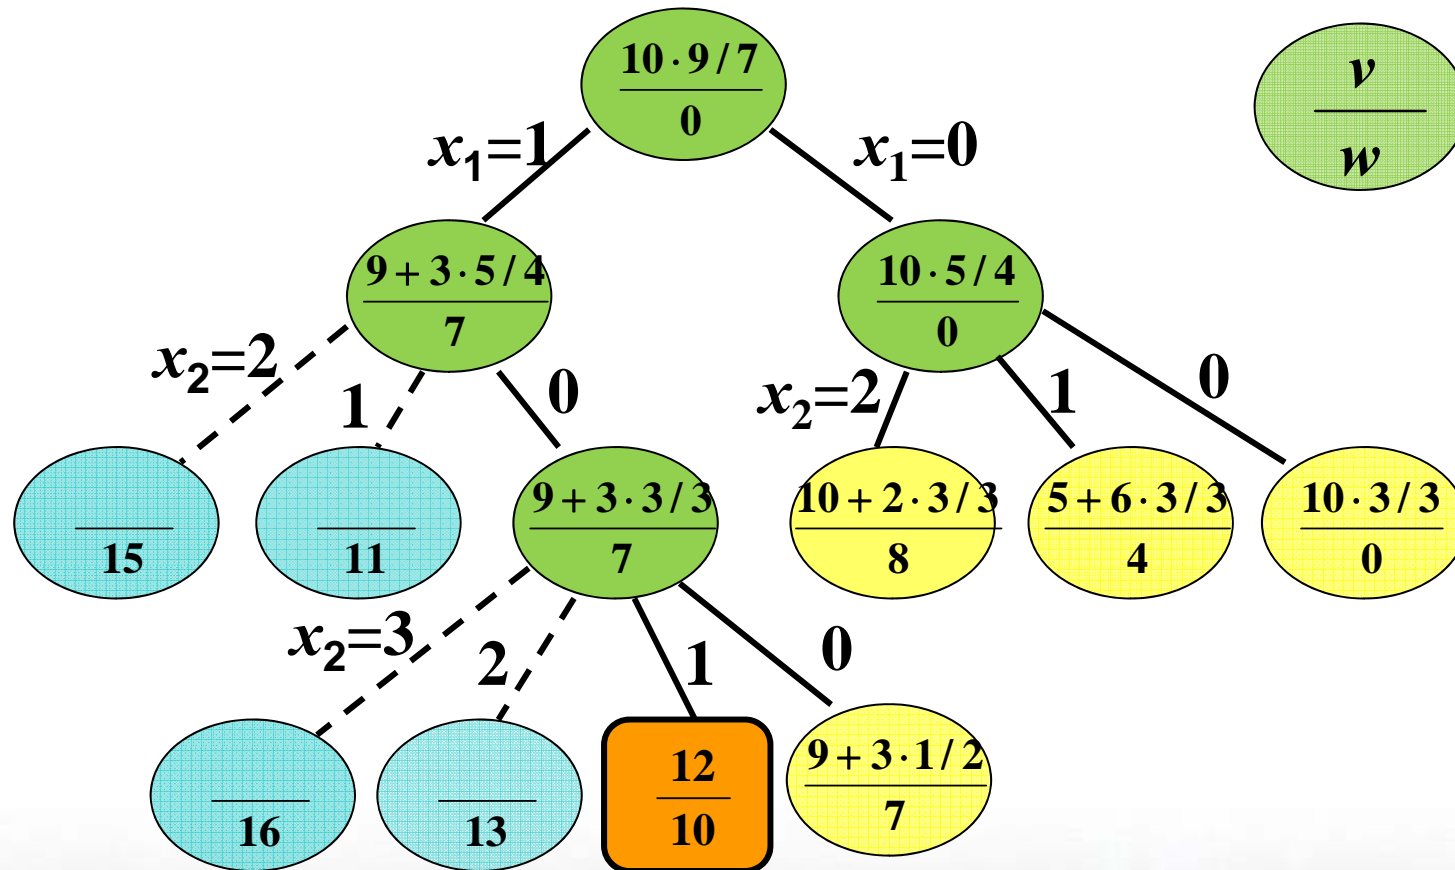 10 · 9 / 7
0
v
w
x₁=1
x₁=0
9 + 3 · 5 / 4
7
10 · 5 / 4
0
x₂=2
1
0
x₂=2
1
0
15
11
9 + 3 · 3 / 3
7
10 + 2 · 3 / 3
8
5 + 6 · 3 / 3
4
10 · 3 / 3
0
x₂=3
2
1
0
16
13
12
10
9 + 3 · 1 / 2
7